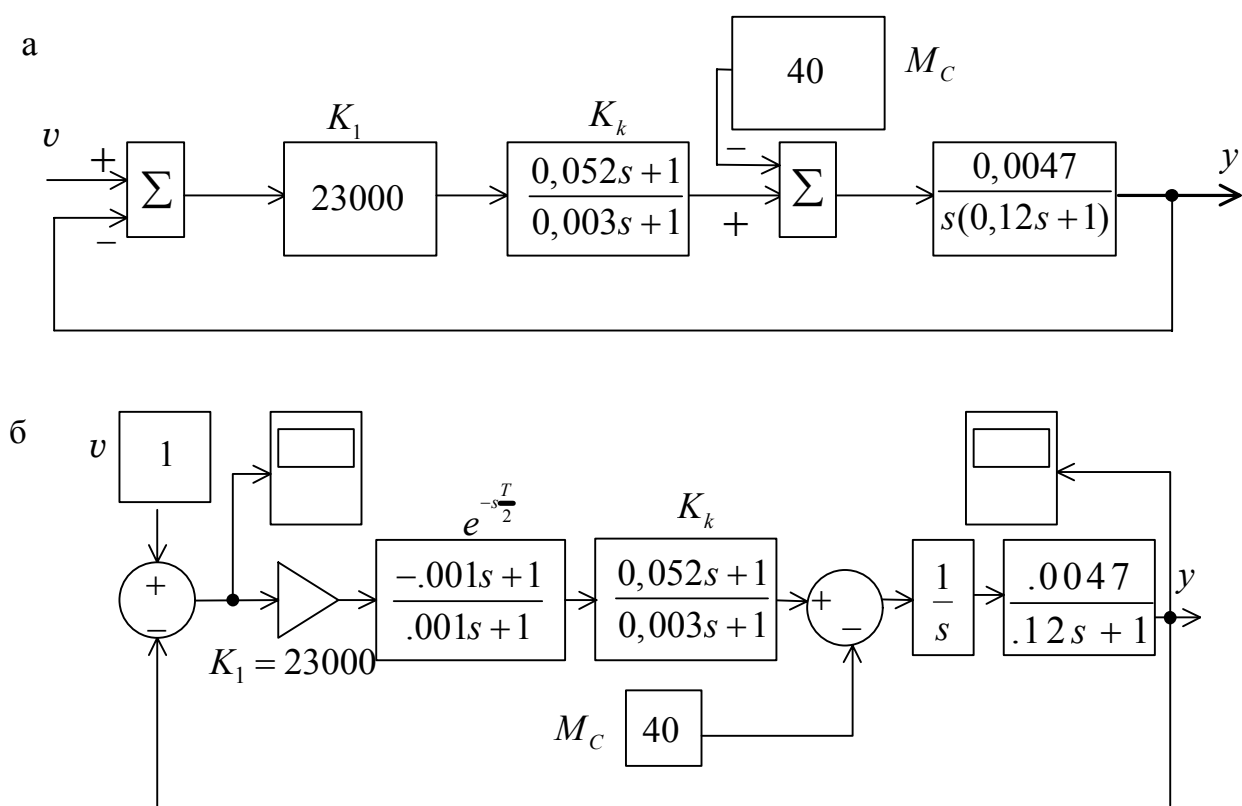 а
40
M_C
v
K_1
K_k
+
−
Σ
23000
0,052s+1
0,003s+1
−
+
Σ
0,0047
s(0,12s+1)
y
б
v
1
e^{-s\frac{T}{2}}
K_k
+
−
K_1 = 23000
-.001s+1
.001s+1
0,052s+1
0,003s+1
+
−
1
s
.0047
.12s+1
y
M_C
40